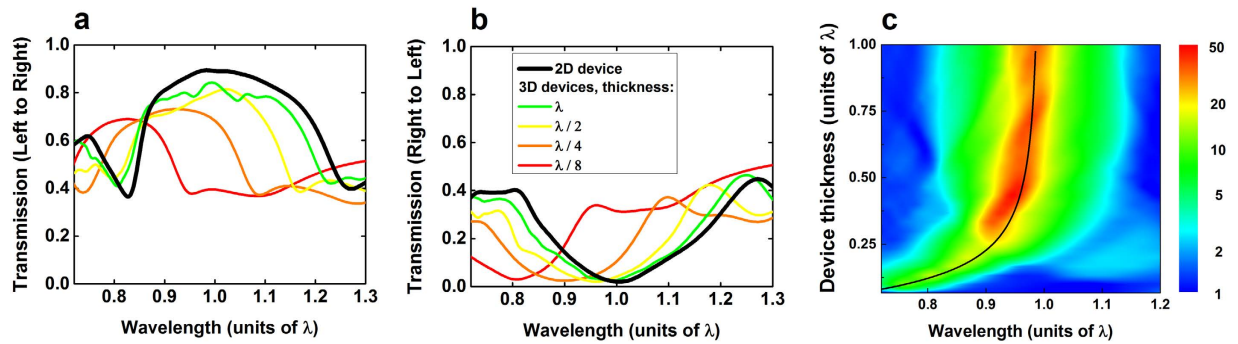 a
Transmission (Left to Right)
1.0
0.8
0.6
0.4
0.2
0.0
0.8 0.9 1.0 1.1 1.2 1.3
Wavelength (units of λ)
b
Transmission (Right to Left)
1.0
0.8
0.6
0.4
0.2
0.0
2D device
3D devices, thickness:
λ
λ / 2
λ / 4
λ / 8
0.8 0.9 1.0 1.1 1.2 1.3
Wavelength (units of λ)
c
Device thickness (units of λ)
1.00
0.75
0.50
0.25
0.8 0.9 1.0 1.1 1.2
Wavelength (units of λ)
50
20
10
5
2
1